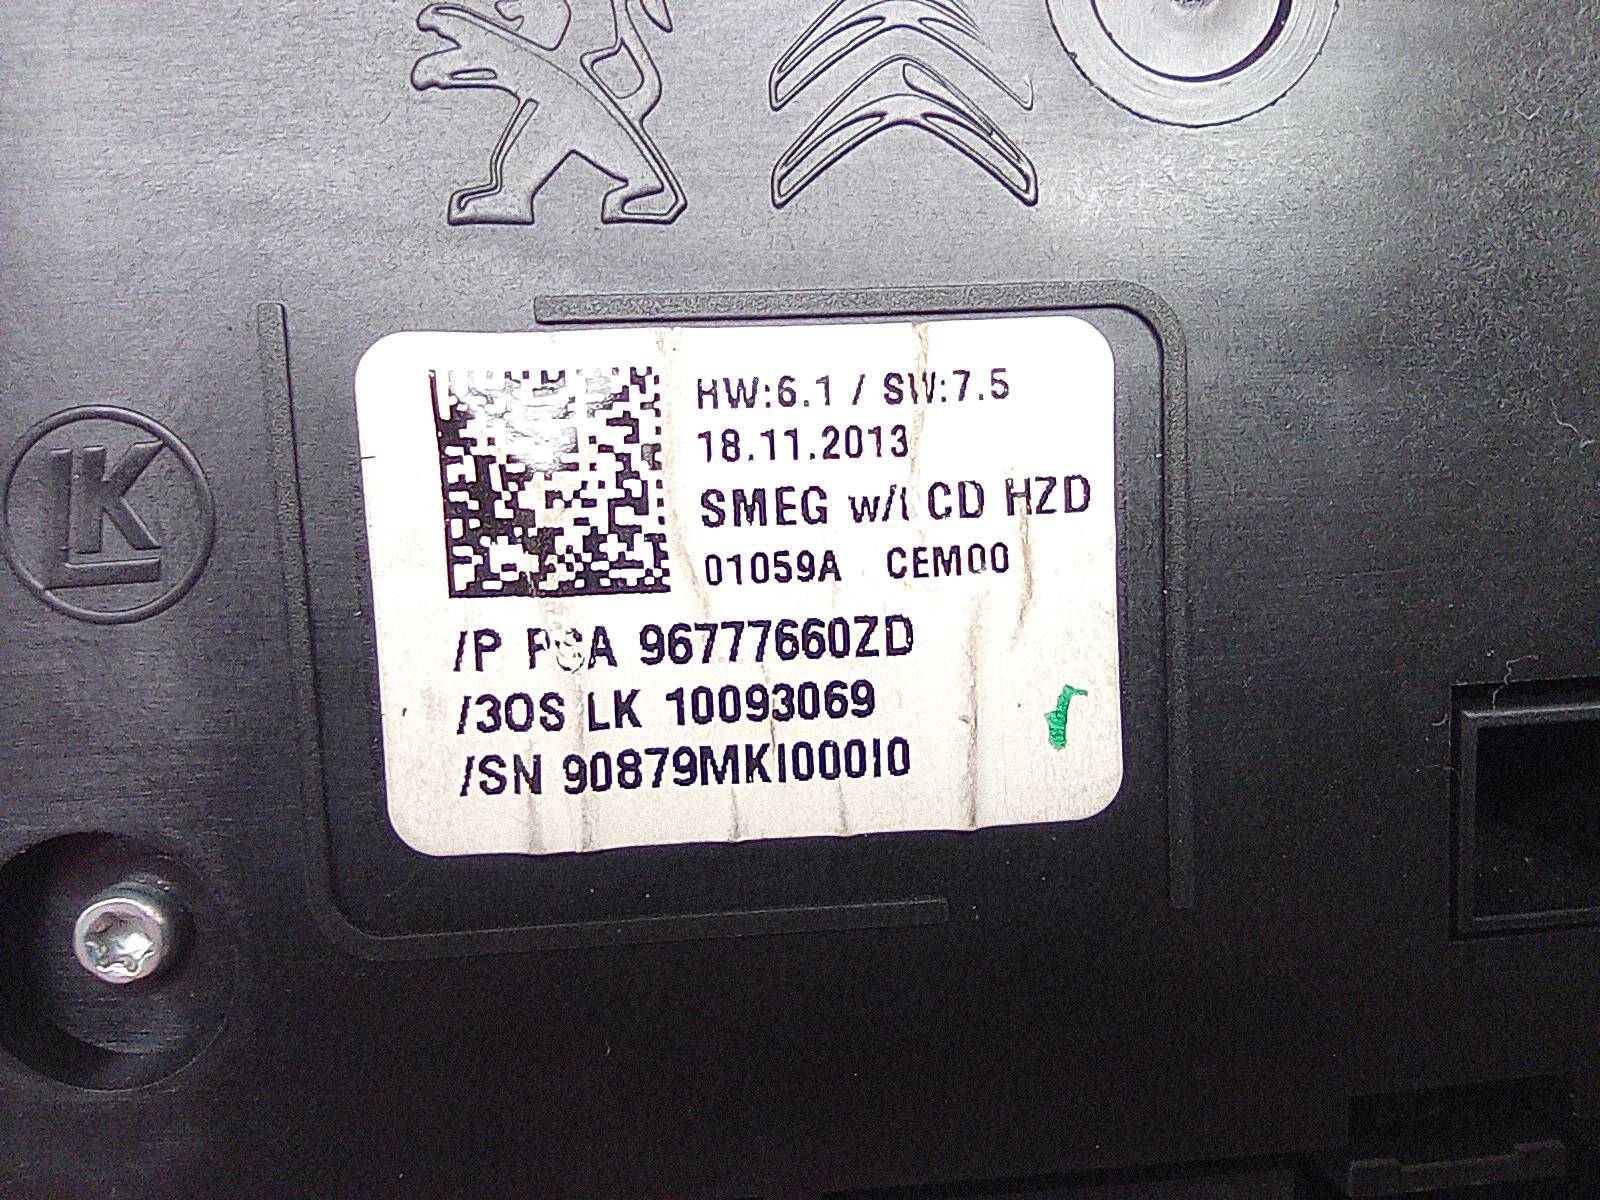 HW:6.1 / SW:7.5
18.11.2013
SMEG w/ CD HZD
01059A CEM00
/P PSA 96777660ZD
/3OS LK 10093069
/SN 90879MKI000I0
LK